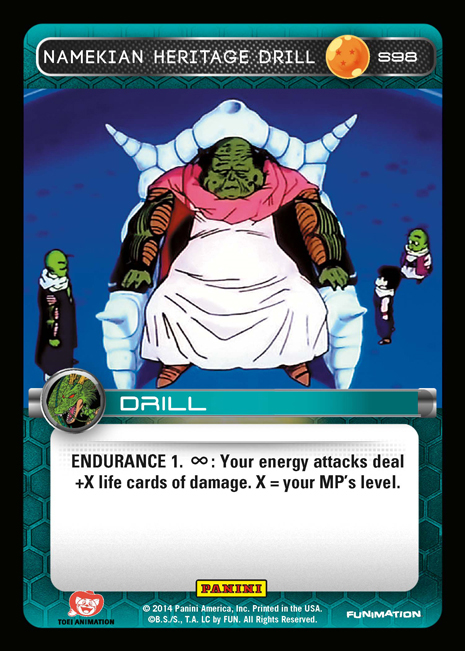 NAMEKIAN HERITAGE DRILL S98
DRILL
ENDURANCE 1. ∞: Your energy attacks deal
+X life cards of damage. X = your MP's level.
PANINI
TOEI ANIMATION
© 2014 Panini America, Inc. Printed in the USA.
©B.S./S., T.A. LC by FUN. All Rights Reserved.
FUNIMATION